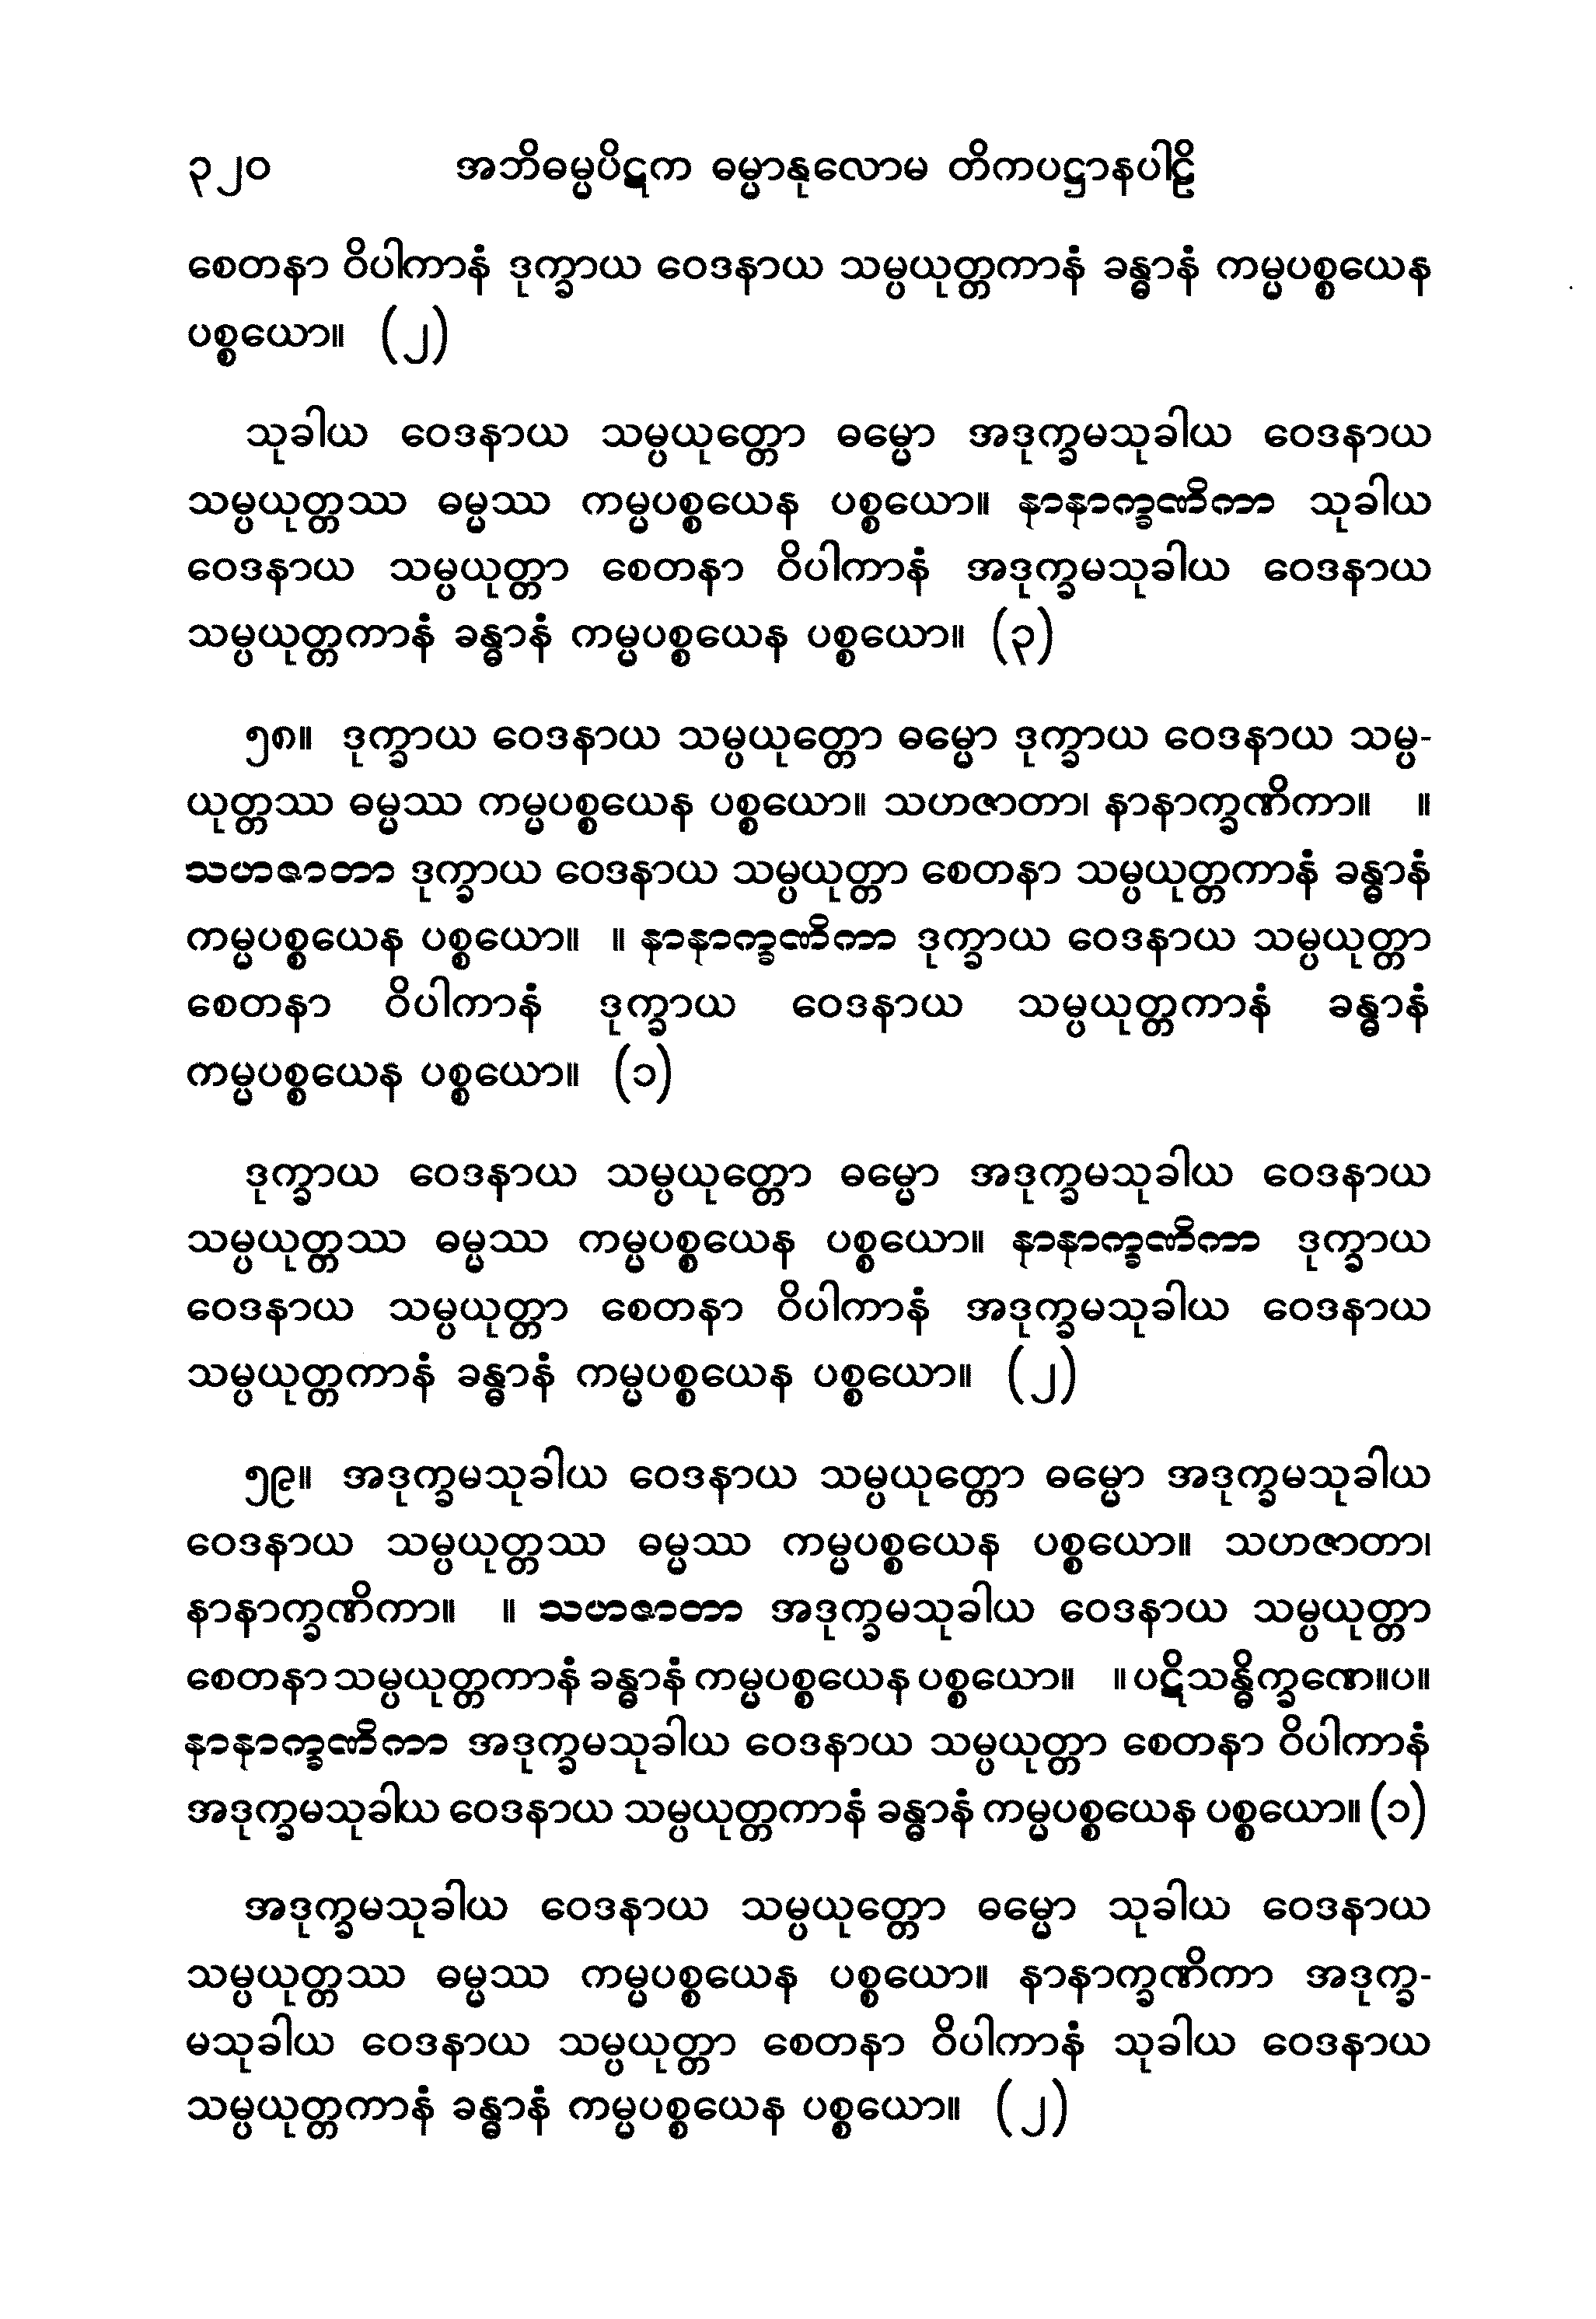 ၃၂၀ အဘိဓမ္မပိဋက ဓမ္မာနုလောမ တိကပဋ္ဌာနပါဠိ
စေတနာ ဝိပါကာနံ ဒုက္ခာယ ဝေဒနာယ သမ္ပယုတ္တကာနံ ခန္ဓာနံ ကမ္မပစ္စယေန
ပစ္စယော။ (၂)
သုခါယ ဝေဒနာယ သမ္ပယုတ္တော ဓမ္မော အဒုက္ခမသုခါယ ဝေဒနာယ
သမ္ပယုတ္တဿ ဓမ္မဿ ကမ္မပစ္စယေန ပစ္စယော။ နာနာက္ခဏိကာ သုခါယ
ဝေဒနာယ သမ္ပယုတ္တာ စေတနာ ဝိပါကာနံ အဒုက္ခမသုခါယ ဝေဒနာယ
သမ္ပယုတ္တကာနံ ခန္ဓာနံ ကမ္မပစ္စယေန ပစ္စယော။ (၃)
၅၈။ ဒုက္ခာယ ဝေဒနာယ သမ္ပယုတ္တော ဓမ္မော ဒုက္ခာယ ဝေဒနာယ သမ္ပ-
ယုတ္တဿ ဓမ္မဿ ကမ္မပစ္စယေန ပစ္စယော။ သဟဇာတာ၊ နာနာက္ခဏိကာ။ ။
သဟဇာတာ ဒုက္ခာယ ဝေဒနာယ သမ္ပယုတ္တာ စေတနာ သမ္ပယုတ္တကာနံ ခန္ဓာနံ
ကမ္မပစ္စယေန ပစ္စယော။ ။ နာနာက္ခဏိကာ ဒုက္ခာယ ဝေဒနာယ သမ္ပယုတ္တာ
စေတနာ ဝိပါကာနံ ဒုက္ခာယ ဝေဒနာယ သမ္ပယုတ္တကာနံ ခန္ဓာနံ
ကမ္မပစ္စယေန ပစ္စယော။ (၁)
ဒုက္ခာယ ဝေဒနာယ သမ္ပယုတ္တော ဓမ္မော အဒုက္ခမသုခါယ ဝေဒနာယ
သမ္ပယုတ္တဿ ဓမ္မဿ ကမ္မပစ္စယေန ပစ္စယော။ နာနာက္ခဏိကာ ဒုက္ခာယ
ဝေဒနာယ သမ္ပယုတ္တာ စေတနာ ဝိပါကာနံ အဒုက္ခမသုခါယ ဝေဒနာယ
သမ္ပယုတ္တကာနံ ခန္ဓာနံ ကမ္မပစ္စယေန ပစ္စယော။ (၂)
၅၉။ အဒုက္ခမသုခါယ ဝေဒနာယ သမ္ပယုတ္တော ဓမ္မော အဒုက္ခမသုခါယ
ဝေဒနာယ သမ္ပယုတ္တဿ ဓမ္မဿ ကမ္မပစ္စယေန ပစ္စယော။ သဟဇာတာ၊
နာနာက္ခဏိကာ။ ။ သဟဇာတာ အဒုက္ခမသုခါယ ဝေဒနာယ သမ္ပယုတ္တာ
စေတနာ သမ္ပယုတ္တကာနံ ခန္ဓာနံ ကမ္မပစ္စယေန ပစ္စယော။ ။ ပဋိသန္ဓိက္ခဏေ။ပ။
နာနာက္ခဏိကာ အဒုက္ခမသုခါယ ဝေဒနာယ သမ္ပယုတ္တာ စေတနာ ဝိပါကာနံ
အဒုက္ခမသုခါယ ဝေဒနာယ သမ္ပယုတ္တကာနံ ခန္ဓာနံ ကမ္မပစ္စယေန ပစ္စယော။ (၁)
အဒုက္ခမသုခါယ ဝေဒနာယ သမ္ပယုတ္တော ဓမ္မော သုခါယ ဝေဒနာယ
သမ္ပယုတ္တဿ ဓမ္မဿ ကမ္မပစ္စယေန ပစ္စယော။ နာနာက္ခဏိကာ အဒုက္ခ-
မသုခါယ ဝေဒနာယ သမ္ပယုတ္တာ စေတနာ ဝိပါကာနံ သုခါယ ဝေဒနာယ
သမ္ပယုတ္တကာနံ ခန္ဓာနံ ကမ္မပစ္စယေန ပစ္စယော။ (၂)